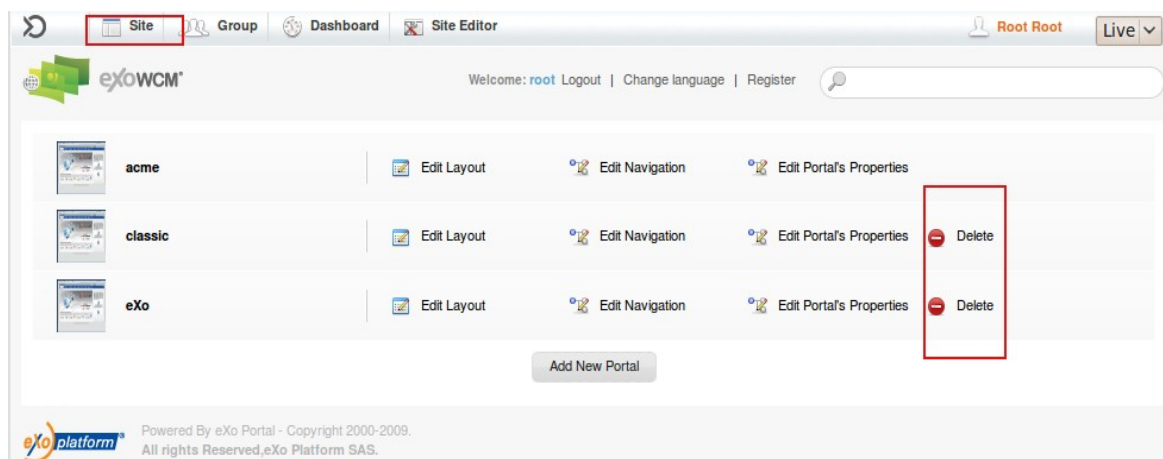 Site Group Dashboard Site Editor Root Root Live
eXoWCM Welcome: root Logout | Change language | Register
acme Edit Layout Edit Navigation Edit Portal's Properties
classic Edit Layout Edit Navigation Edit Portal's Properties Delete
eXo Edit Layout Edit Navigation Edit Portal's Properties Delete
Add New Portal
eXo platform Powered By eXo Portal - Copyright 2000-2009.
All rights Reserved,eXo Platform SAS.